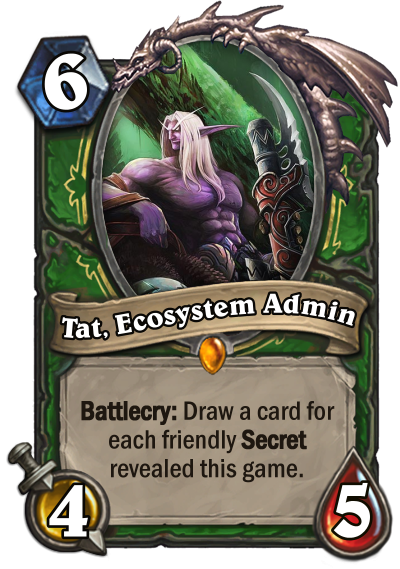 6
Tat, Ecosystem Admin
Battlecry: Draw a card for
each friendly Secret
revealed this game.
4
5